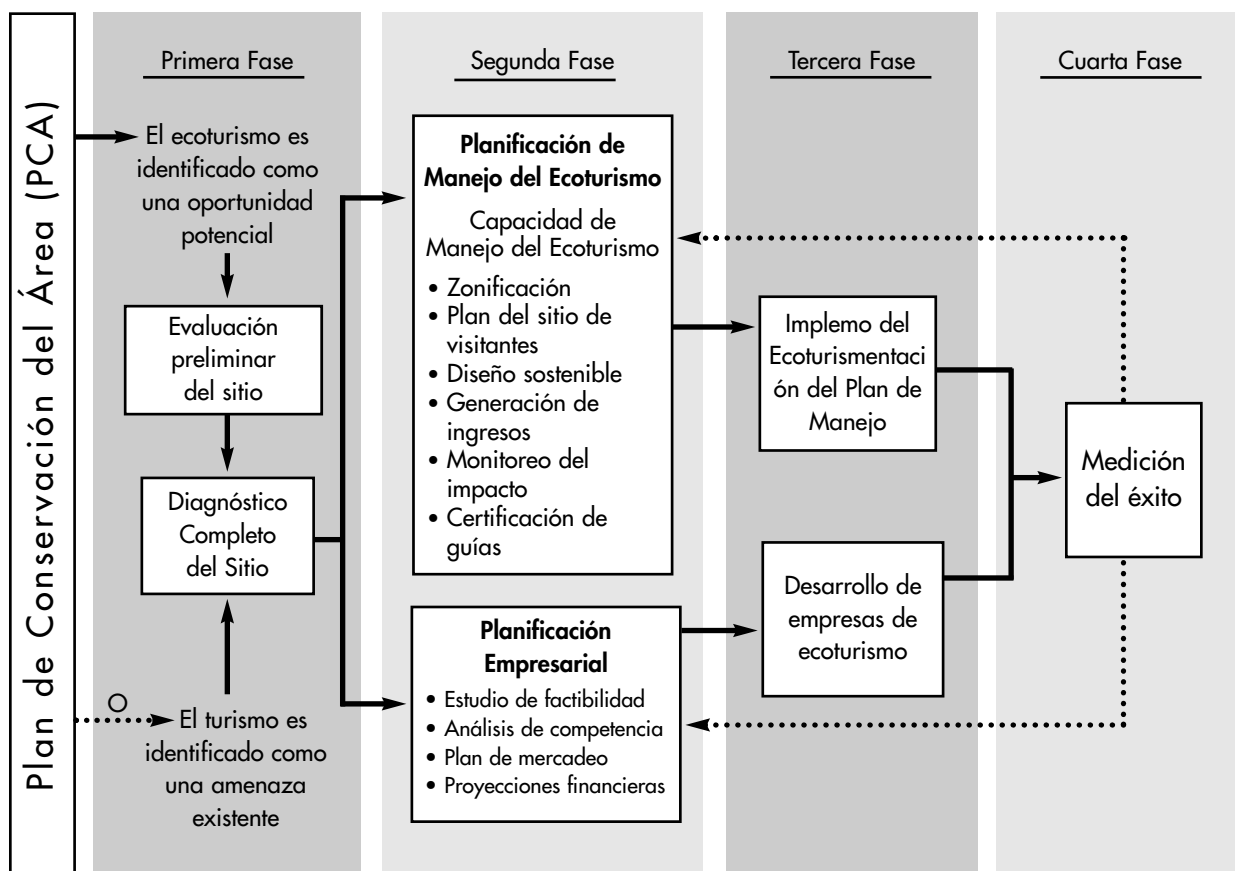 Plan de Conservación del Área (PCA)
Primera Fase
El ecoturismo es
identificado como
una oportunidad
potencial
Evaluación
preliminar
del sitio
Diagnóstico
Completo
del Sitio
O
El turismo es
identificado como
una amenaza
existente
Segunda Fase
Planificación de
Manejo del Ecoturismo
Capacidad de
Manejo del Ecoturismo
• Zonificación
• Plan del sitio de
visitantes
• Diseño sostenible
• Generación de
ingresos
• Monitoreo del
impacto
• Certificación de
guías
Planificación
Empresarial
• Estudio de factibilidad
• Análisis de competencia
• Plan de mercadeo
• Proyecciones financieras
Tercera Fase
Implemo del
Ecoturismentaci
ón del Plan de
Manejo
Desarrollo de
empresas de
ecoturismo
Cuarta Fase
Medición
del éxito